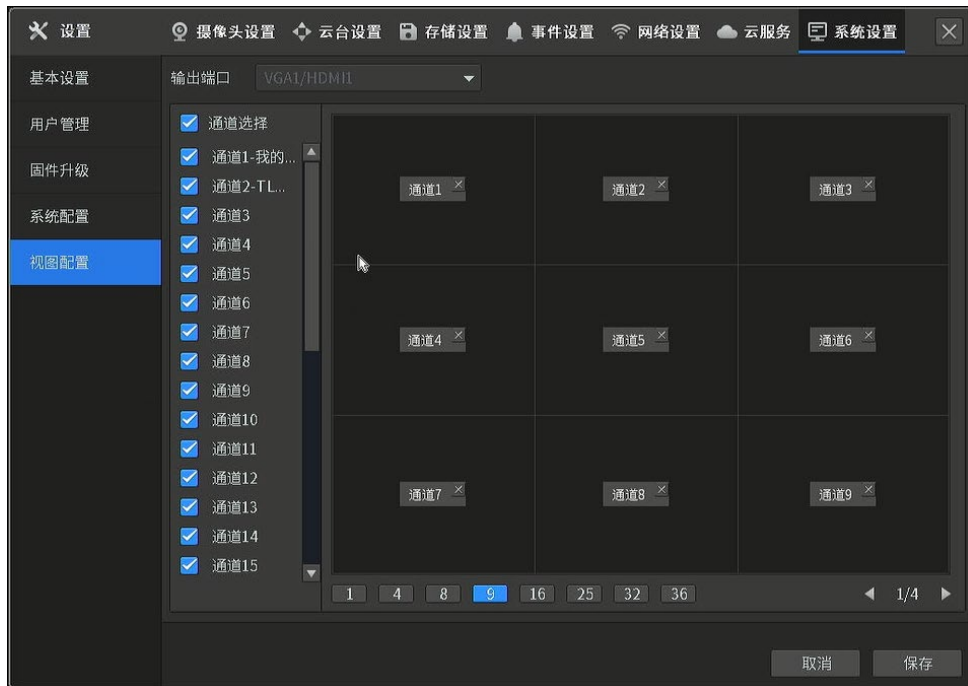 设置 摄像头设置 云台设置 存储设置 事件设置 网络设置 云服务 系统设置
基本设置
用户管理
固件升级
系统配置
视图配置
输出端口 VGA1/HDMI1
通道选择
通道1-我的...
通道2-TL...
通道3
通道4
通道5
通道6
通道7
通道8
通道9
通道10
通道11
通道12
通道13
通道14
通道15
通道1 通道2 通道3
通道4 通道5 通道6
通道7 通道8 通道9
1 4 8 9 16 25 32 36 1/4
取消 保存